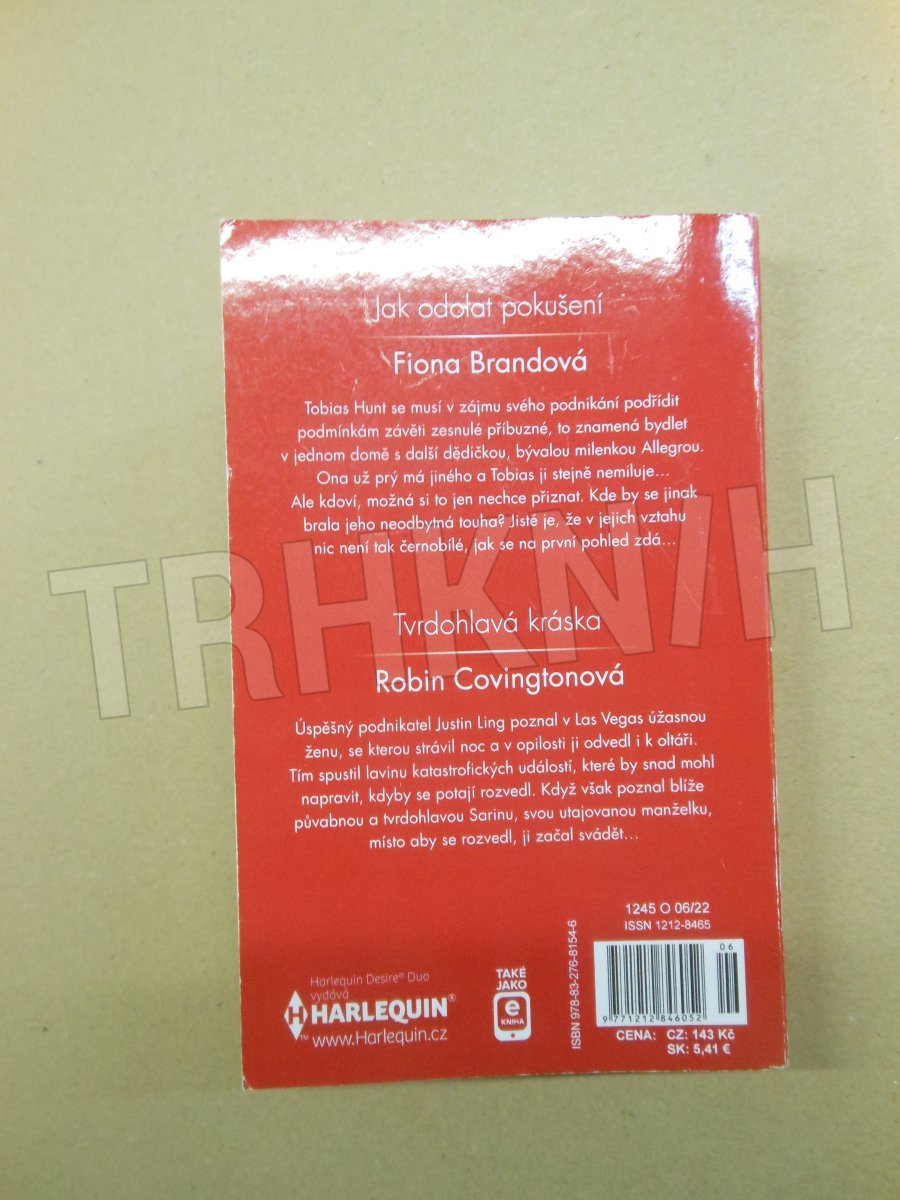 Jak odolat pokušení
Fiona Brandová
Tobias Hunt se musí v zájmu svého podnikání podřídit
podmínkám závěti zesnulé příbuzné, to znamená bydlet
v jednom domě s další dědičkou, bývalou milenkou Allegrou.
Ona už prý má jiného a Tobias ji stejně nemiluje...
Ale kdoví, možná si to jen nechce přiznat. Kde by se jinak
brala jeho neodbytná touha? Jisté je, že v jejich vztahu
nic není tak černobílé, jak se na první pohled zdá...
TRHKNIH
Tvrdohlavá kráska
Robin Covingtonová
Úspěšný podnikatel Justin Ling poznal v Las Vegas úžasnou
ženu, se kterou strávil noc a v opilosti ji odvedl i k oltáři.
Tím spustil lavinu katastrofických událostí, které by snad mohl
napravit, kdyby se potají rozvedl. Když však poznal blíže
půvabnou a tvrdohlavou Sarinu, svou utajovanou manželku,
místo aby se rozvedl, ji začal svádět...
1245 O 06/22
ISSN 1212-8465
06
9 771212 846052
ISBN 978-83-276-8154-6
CENA: CZ: 143 Kč
SK: 5,41 €
Harlequin Desire® Duo
vydává
HARLEQUIN®
™ www.Harlequin.cz
TAKÉ
JAKO
e
KNIHA